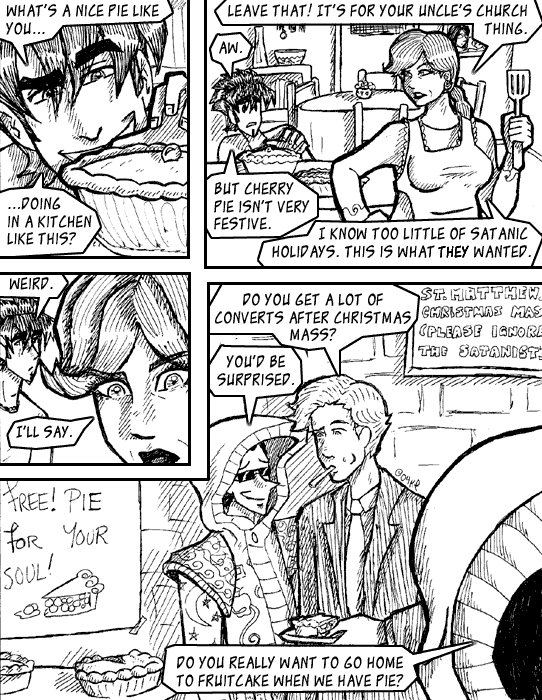 WHAT'S A NICE PIE LIKE
YOU...
...DOING
IN A KITCHEN
LIKE THIS?
LEAVE THAT! IT'S FOR YOUR UNCLE'S CHURCH
THING.
AW.
BUT CHERRY
PIE ISN'T VERY
FESTIVE.
I KNOW TOO LITTLE OF SATANIC
HOLIDAYS. THIS IS WHAT THEY WANTED.
WEIRD.
I'LL SAY.
DO YOU GET A LOT OF
CONVERTS AFTER CHRISTMAS
MASS?
YOU'D BE
SURPRISED.
ST. MATTHEW
CHRISTMAS MAS
(PLEASE IGNOR
THE SATANIST
FREE! PIE
for YOUR
SOUL!
DO YOU REALLY WANT TO GO HOME
TO FRUITCAKE WHEN WE HAVE PIE?